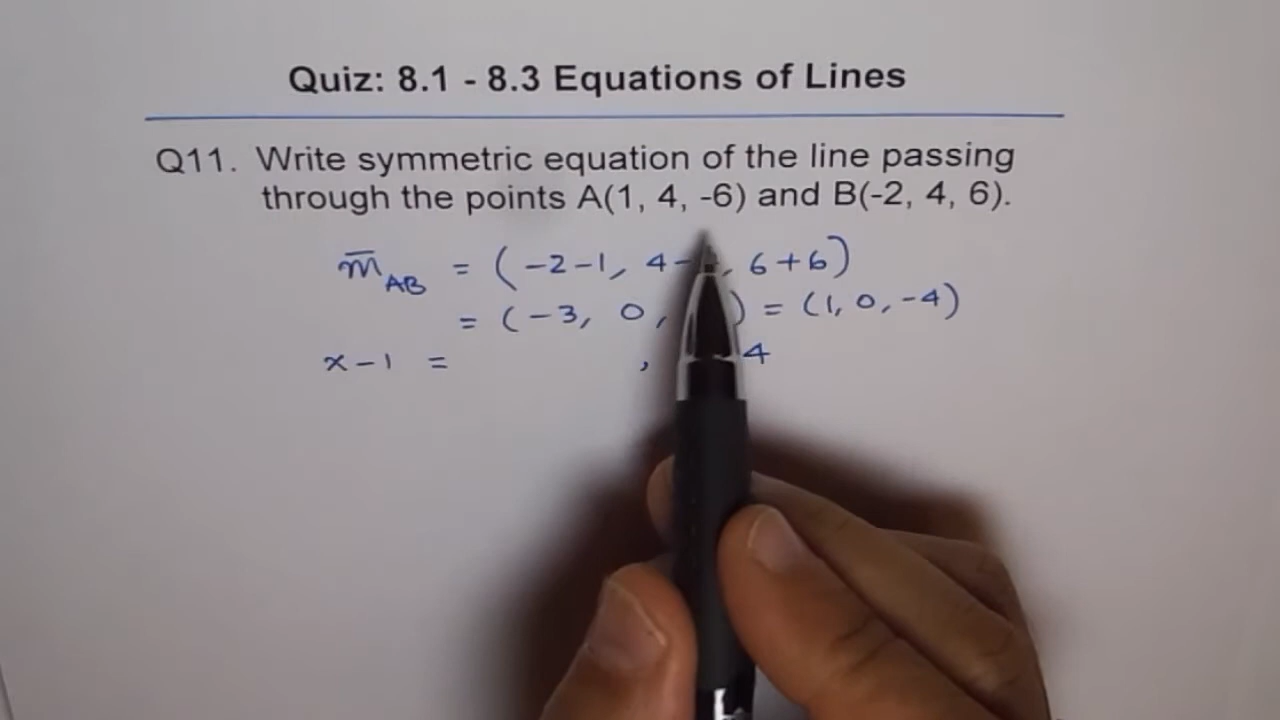 Quiz: 8.1 - 8.3 Equations of Lines
Q11. Write symmetric equation of the line passing
through the points A(1, 4, -6) and B(-2, 4, 6).
m̅AB = (-2-1, 4- , 6+6)
= (-3, 0, ) = (1, 0, -4)
x-1 = , 4